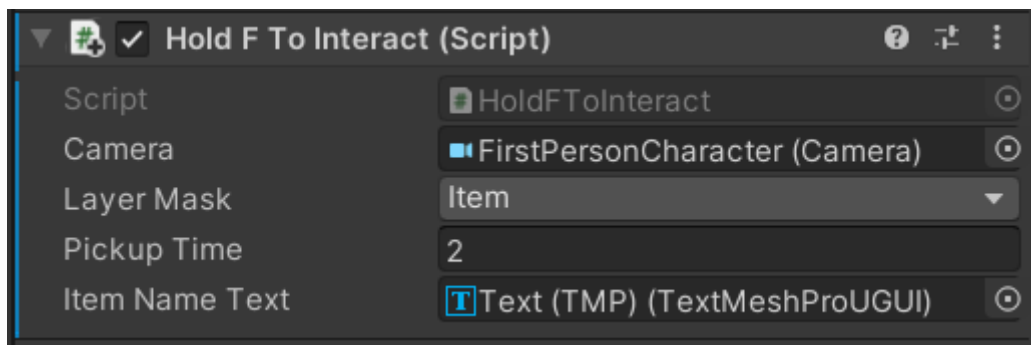 Hold F To Interact (Script)
Script HoldFToInteract
Camera FirstPersonCharacter (Camera)
Layer Mask Item
Pickup Time 2
Item Name Text Text (TMP) (TextMeshProUGUI)